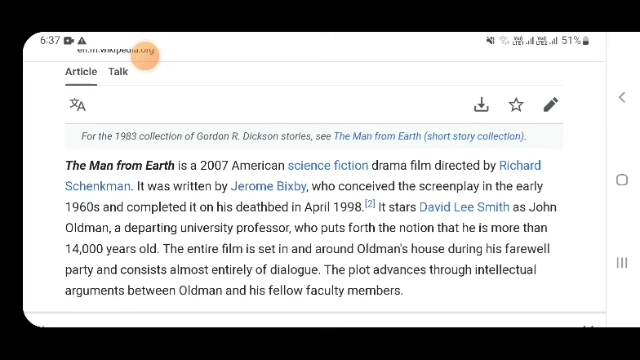 6:37 51%
en.m.wikipedia.org
Article Talk
For the 1983 collection of Gordon R. Dickson stories, see The Man from Earth (short story collection).
The Man from Earth is a 2007 American science fiction drama film directed by Richard
Schenkman. It was written by Jerome Bixby, who conceived the screenplay in the early
1960s and completed it on his deathbed in April 1998.[2] It stars David Lee Smith as John
Oldman, a departing university professor, who puts forth the notion that he is more than
14,000 years old. The entire film is set in and around Oldman's house during his farewell
party and consists almost entirely of dialogue. The plot advances through intellectual
arguments between Oldman and his fellow faculty members.